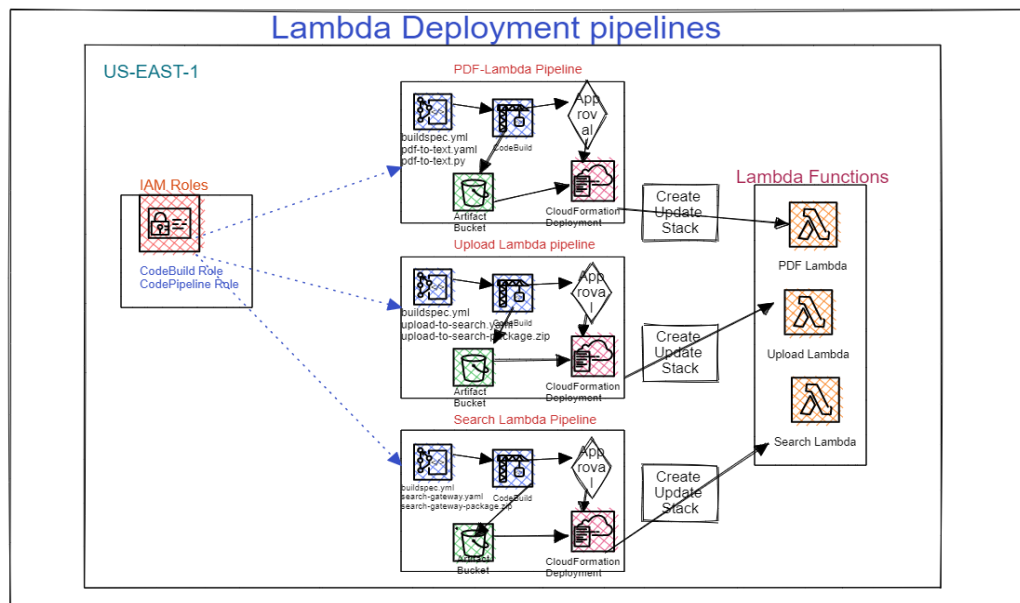 Lambda Deployment pipelines
US-EAST-1
IAM Roles
CodeBuild Role
CodePipeline Role
PDF-Lambda Pipeline
buildspec.yml
pdf-to-text.yaml
pdf-to-text.py
CodeBuild
App
roval
Artifact
Bucket
CloudFormation
Deployment
Create
Update
Stack
Upload Lambda pipeline
buildspec.yml
upload-to-search.yaml
upload-to-search-package.zip
CodeBuild
App
rova
l
Artifact
Bucket
CloudFormation
Deployment
Create
Update
Stack
Search Lambda Pipeline
buildspec.yml
search-gateway.yaml
search-gateway-package.zip
CodeBuild
App
rova
l
Artifact
Bucket
CloudFormation
Deployment
Create
Update
Stack
Lambda Functions
PDF Lambda
Upload Lambda
Search Lambda